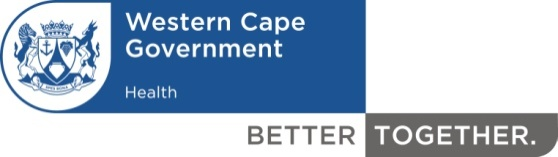 Western Cape
Government
Health
BETTER TOGETHER.